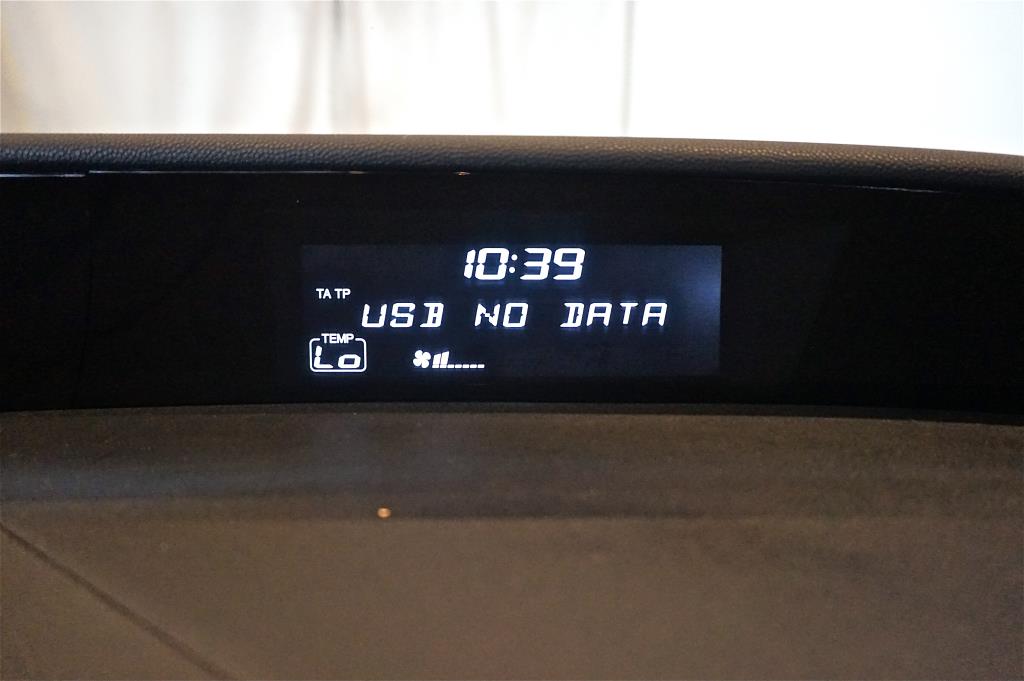 10:39
TA TP
USB NO DATA
TEMP
Lo